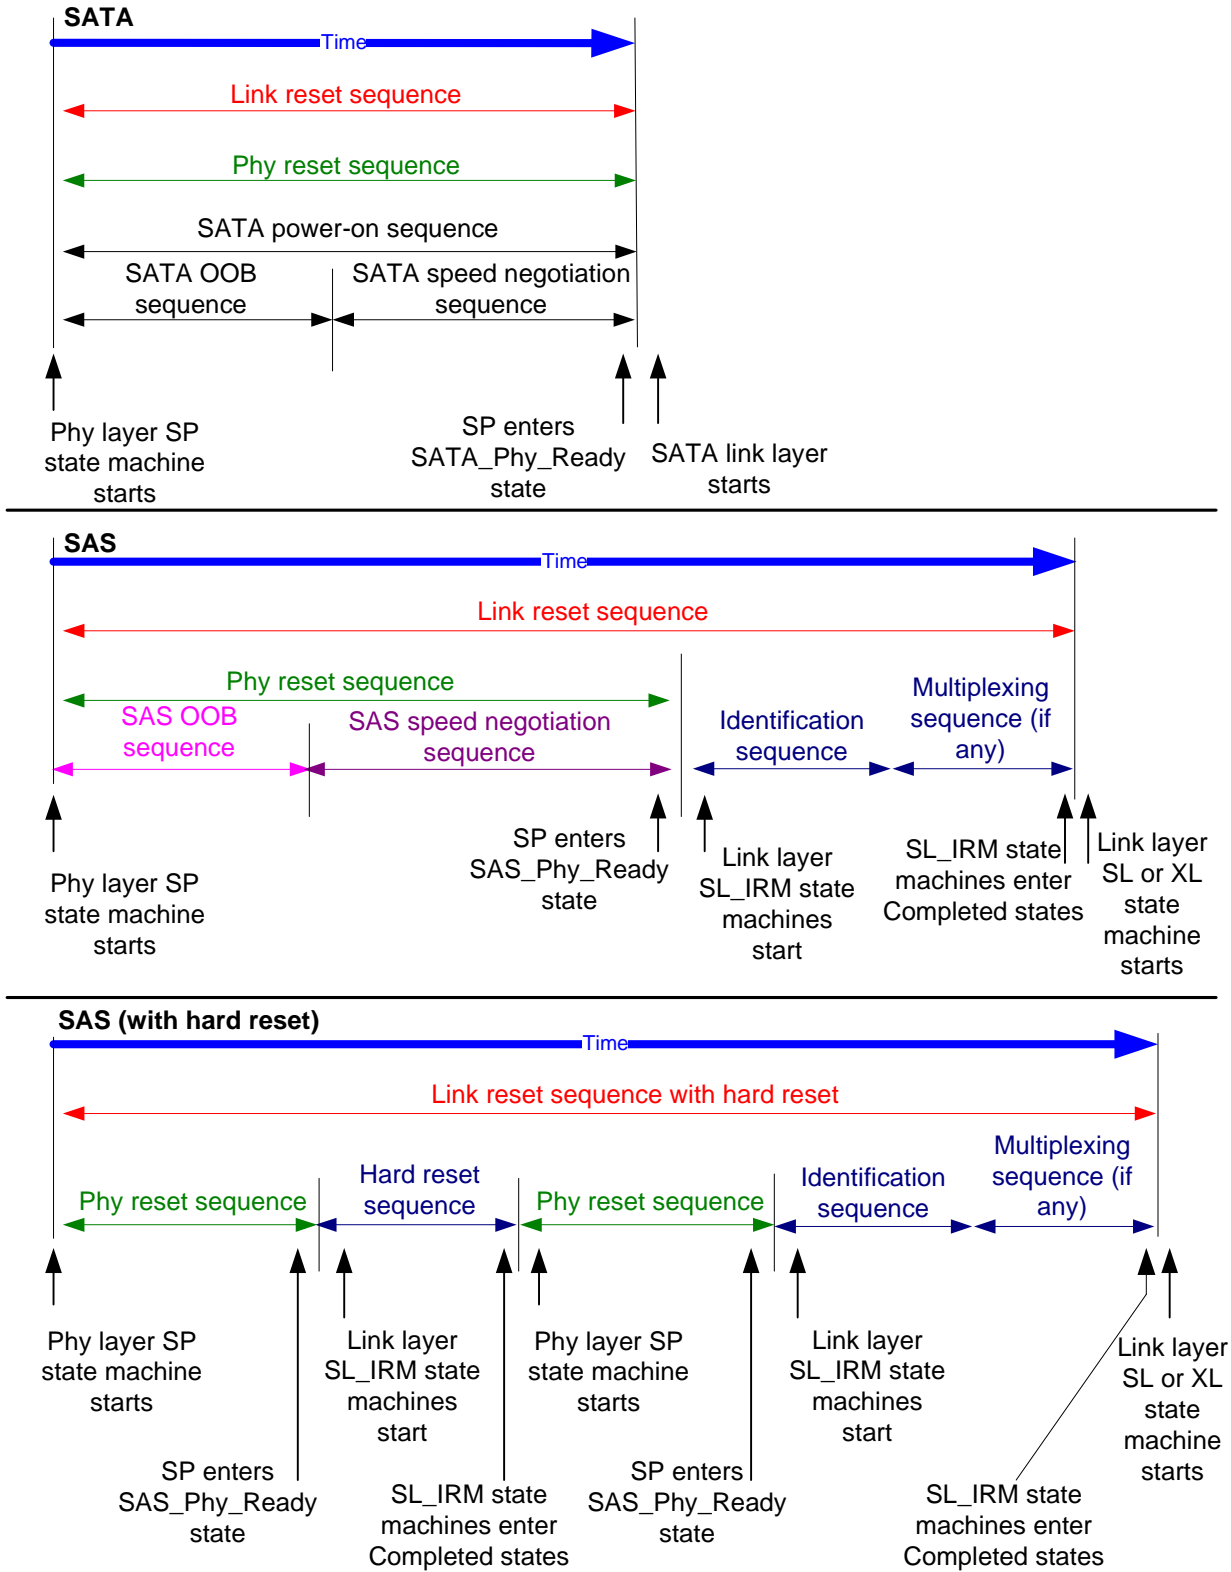 SATA
Time
Link reset sequence
Phy reset sequence
SATA power-on sequence
SATA OOB
sequence
SATA speed negotiation
sequence
Phy layer SP
state machine
starts
SP enters
SATA_Phy_Ready
state
SATA link layer
starts
SAS
Time
Link reset sequence
Phy reset sequence
SAS OOB
sequence
SAS speed negotiation
sequence
Identification
sequence
Multiplexing
sequence (if
any)
Phy layer SP
state machine
starts
SP enters
SAS_Phy_Ready
state
Link layer
SL_IRM state
machines
start
SL_IRM state
machines enter
Completed states
Link layer
SL or XL
state
machine
starts
SAS (with hard reset)
Time
Link reset sequence with hard reset
Phy reset sequence
Hard reset
sequence
Phy reset sequence
Identification
sequence
Multiplexing
sequence (if
any)
Phy layer SP
state machine
starts
SP enters
SAS_Phy_Ready
state
Link layer
SL_IRM state
machines
start
SL_IRM state
machines enter
Completed states
Phy layer SP
state machine
starts
SP enters
SAS_Phy_Ready
state
Link layer
SL_IRM state
machines
start
SL_IRM state
machines enter
Completed states
Link layer
SL or XL
state
machine
starts